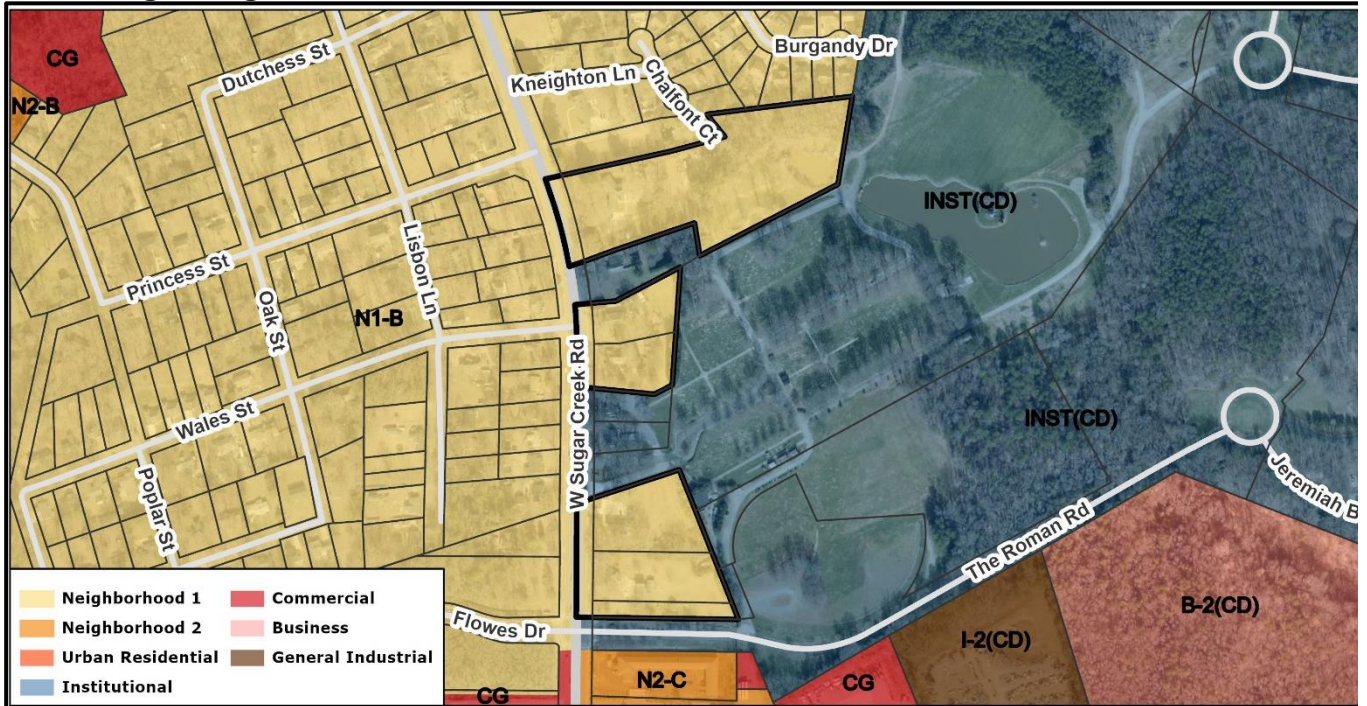 CG
N2-B
Dutchess St
Kneighton Ln
Chalfont Ct
Burgandy Dr
INST(CD)
Princess St
Oak St
Lisbon Ln
N1-B
Wales St
Poplar St
W Sugar Creek Rd
INST(CD)
The Roman Rd
Jeremiah B
Flowes Dr
CG
N2-C
CG
I-2(CD)
B-2(CD)
Neighborhood 1
Neighborhood 2
Urban Residential
Institutional
Commercial
Business
General Industrial